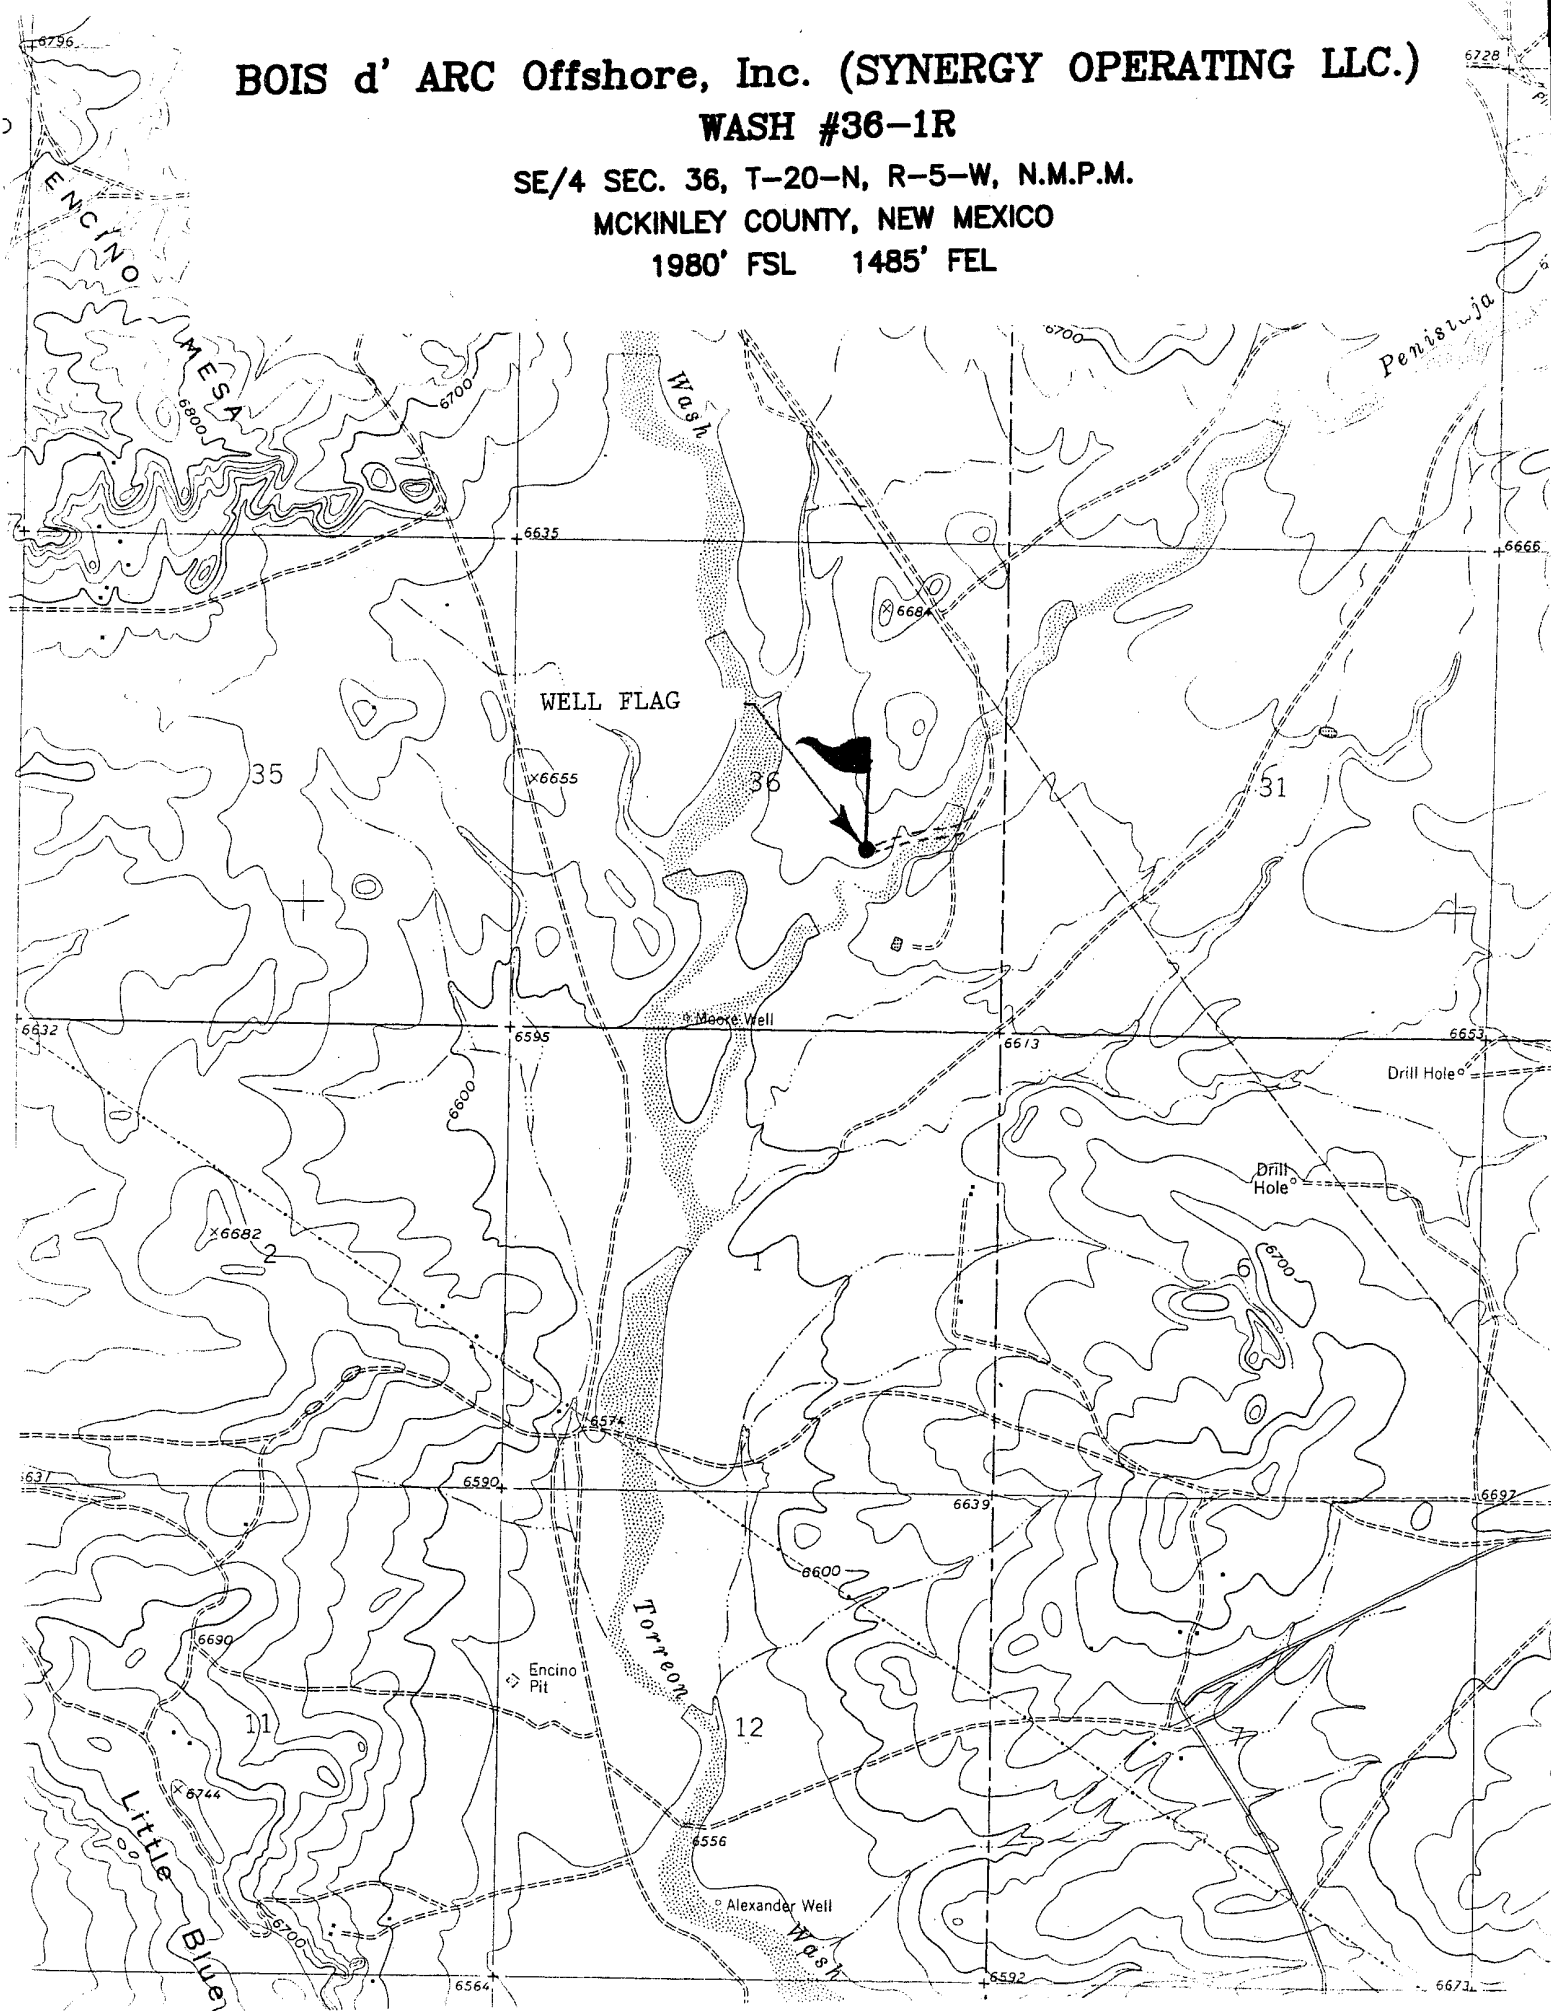 6796
6728
BOIS d' ARC Offshore, Inc. (SYNERGY OPERATING LLC.)
WASH #36-1R
SE/4 SEC. 36, T-20-N, R-5-W, N.M.P.M.
MCKINLEY COUNTY, NEW MEXICO
1980' FSL 1485' FEL
ENCINO
MESA
6800
6700
Wash
6700
6635
6666
6684
WELL FLAG
35
6655
36
31
Moore Well
6632
6595
6613
6653
Drill Hole
6600
Drill
Hole
6682
2
1
6
6700
6574
6631
6590
6639
6697
6600
Torreon
6690
Encino
Pit
11
12
7
6744
Little
6556
Alexander Well
Wash
6700
6564
6592
6673